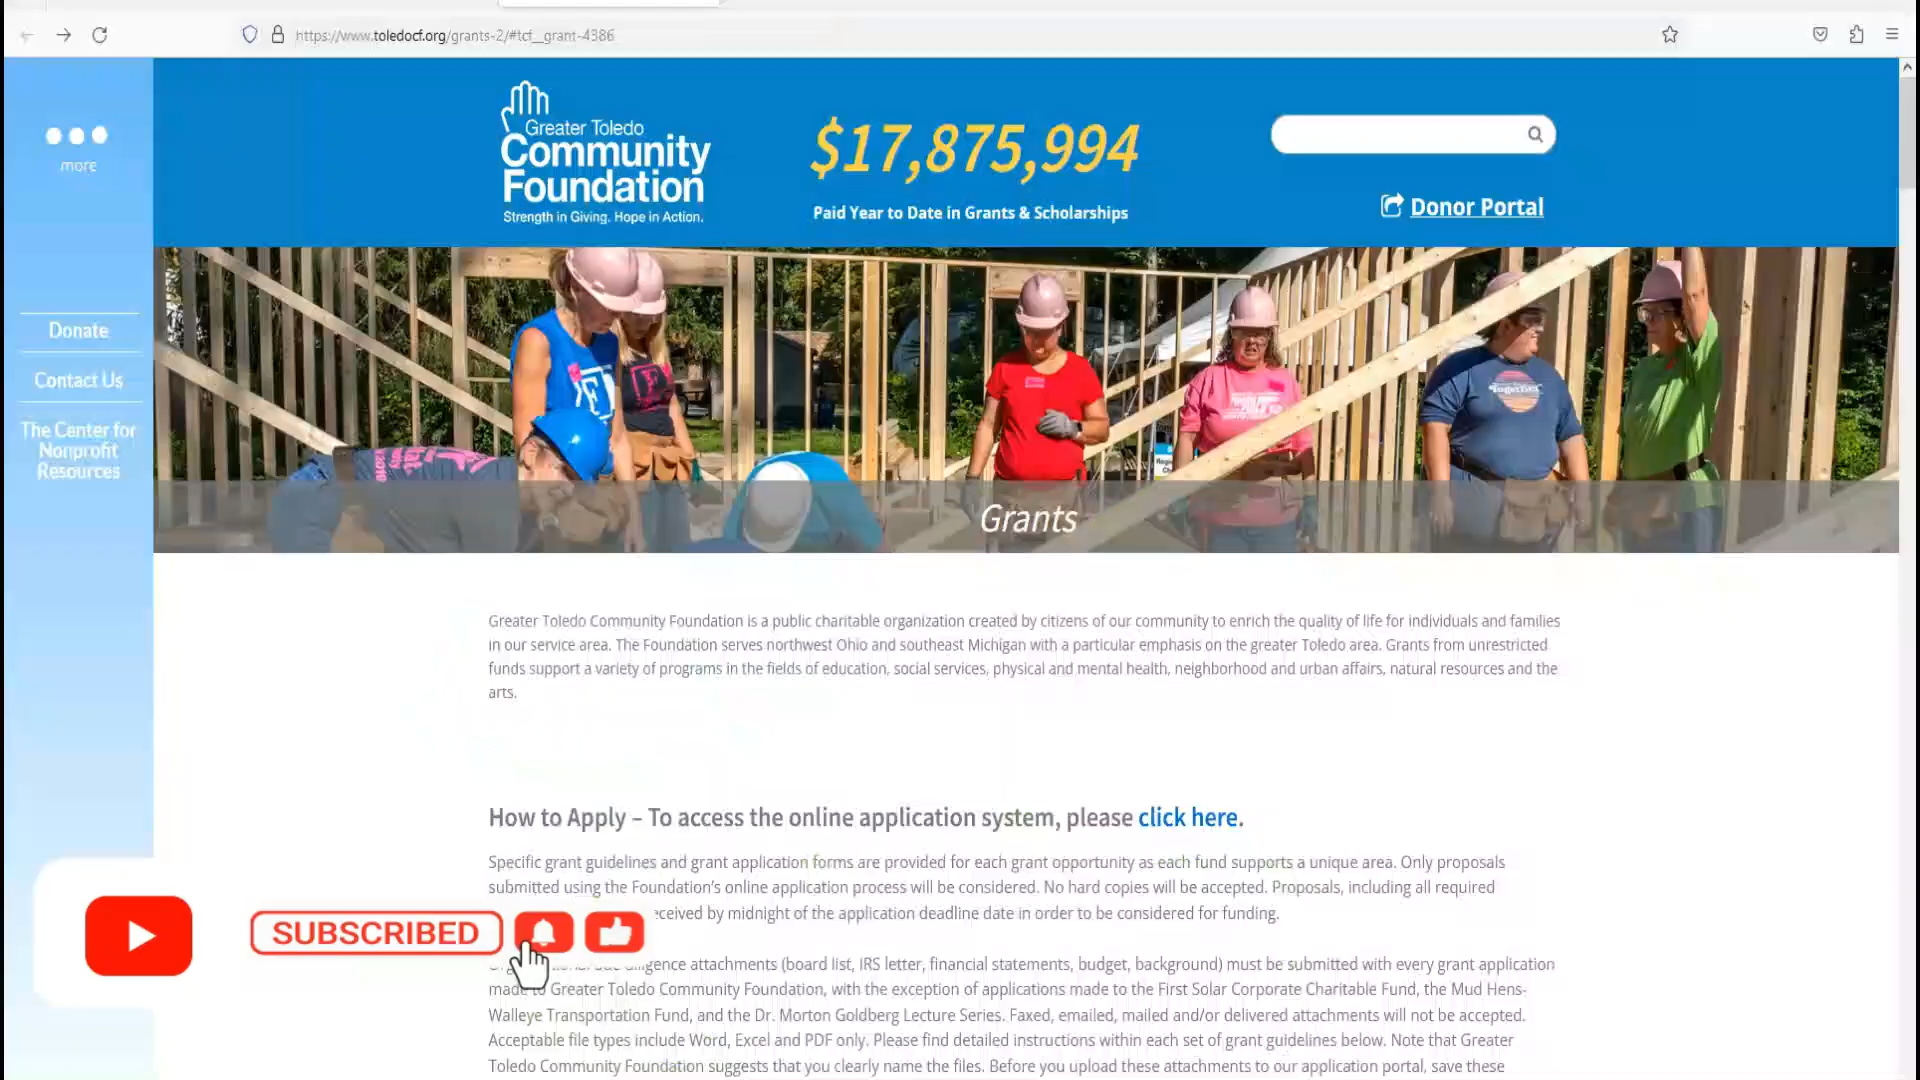 https://www.toledocf.org/grants-2/#tcf__grant-4386
more
Donate
Contact Us
The Center for
Nonprofit
Resources
Greater Toledo
Community
Foundation
Strength in Giving. Hope in Action.
$17,875,994
Paid Year to Date in Grants & Scholarships
Donor Portal
Together
Grants
Greater Toledo Community Foundation is a public charitable organization created by citizens of our community to enrich the quality of life for individuals and families
in our service area. The Foundation serves northwest Ohio and southeast Michigan with a particular emphasis on the greater Toledo area. Grants from unrestricted
funds support a variety of programs in the fields of education, social services, physical and mental health, neighborhood and urban affairs, natural resources and the
arts.
How to Apply – To access the online application system, please click here.
Specific grant guidelines and grant application forms are provided for each grant opportunity as each fund supports a unique area. Only proposals
submitted using the Foundation's online application process will be considered. No hard copies will be accepted. Proposals, including all required
eceived by midnight of the application deadline date in order to be considered for funding.
SUBSCRIBED
attachments (board list, IRS letter, financial statements, budget, background) must be submitted with every grant application
made to Greater Toledo Community Foundation, with the exception of applications made to the First Solar Corporate Charitable Fund, the Mud Hens-
Walleye Transportation Fund, and the Dr. Morton Goldberg Lecture Series. Faxed, emailed, mailed and/or delivered attachments will not be accepted.
Acceptable file types include Word, Excel and PDF only. Please find detailed instructions within each set of grant guidelines below. Note that Greater
Toledo Community Foundation suggests that you clearly name the files. Before you upload these attachments to our application portal, save these